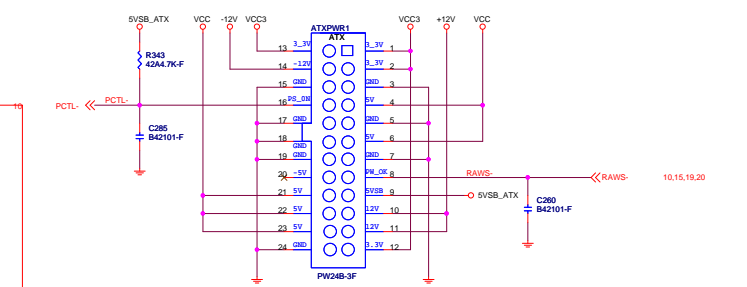 5VSB_ATX VCC -12V VCC3 ATXPWR1 VCC3 +12V VCC
ATX
13 3_3V 3_3V 1
R343
42A4.7K-F
14 -12V 3_3V 2
15 GND GND 3
10 PCTL- PCTL- 16 PS_ON 5V 4
17 GND GND 5
C285
B42101-F
18 GND 5V 6
19 GND GND 7
20 -5V PW_OK 8 RAWS- RAWS- 10,15,19,20
21 5V 5VSB 9 5VSB_ATX
C260
B42101-F
22 5V 12V 10
23 5V 12V 11
24 GND 3.3V 12
PW24B-3F